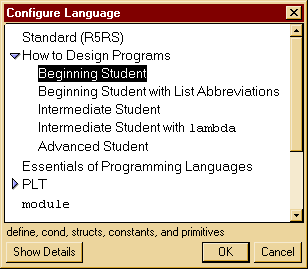 Configure Language
Standard (R5RS)
How to Design Programs
Beginning Student
Beginning Student with List Abbreviations
Intermediate Student
Intermediate Student with lambda
Advanced Student
Essentials of Programming Languages
PLT
module
define, cond, structs, constants, and primitives
Show Details
OK
Cancel